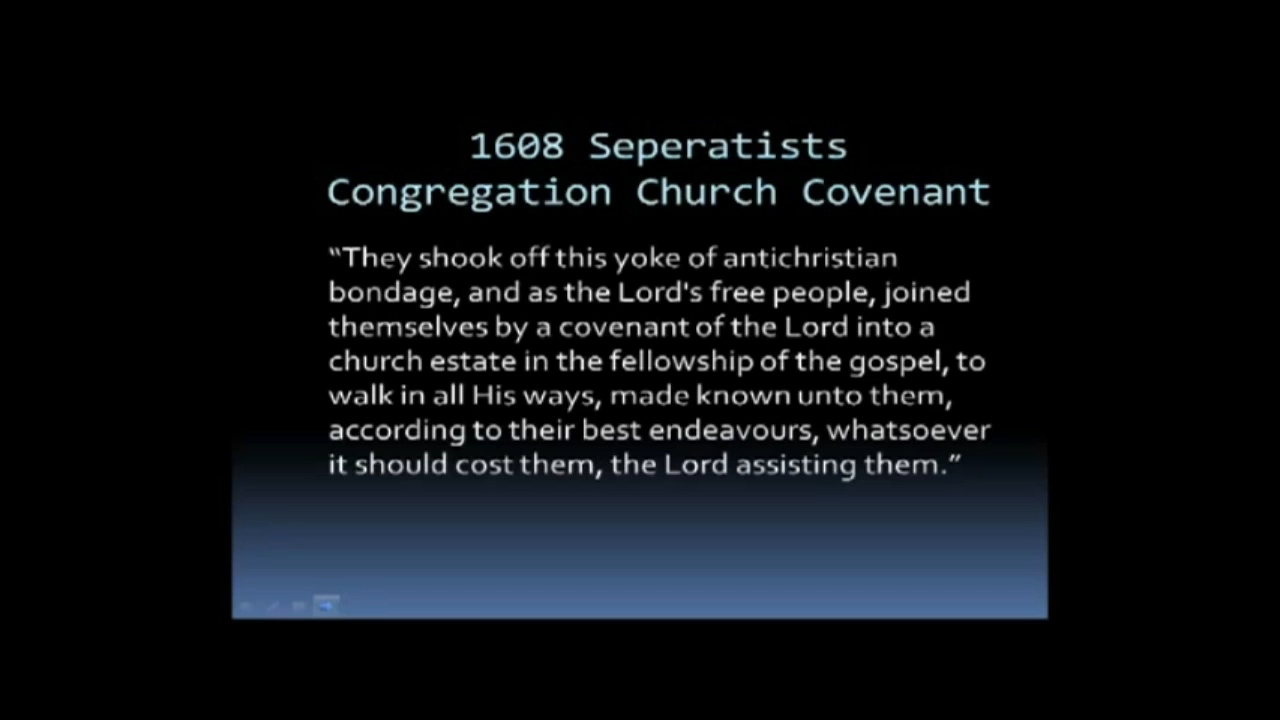 1608 Seperatists
Congregation Church Covenant
“They shook off this yoke of antichristian
bondage, and as the Lord's free people, joined
themselves by a covenant of the Lord into a
church estate in the fellowship of the gospel, to
walk in all His ways, made known unto them,
according to their best endeavours, whatsoever
it should cost them, the Lord assisting them.”